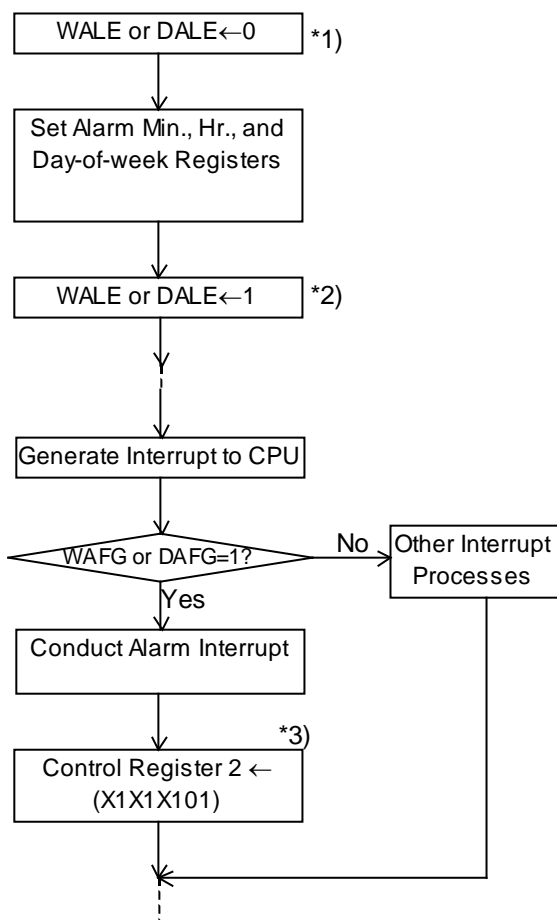 WALE or DALE←0
*1)
Set Alarm Min., Hr., and
Day-of-week Registers
WALE or DALE←1
*2)
Generate Interrupt to CPU
WAFG or DAFG=1?
No
Other Interrupt
Processes
Yes
Conduct Alarm Interrupt
*3)
Control Register 2 ←
(X1X1X101)